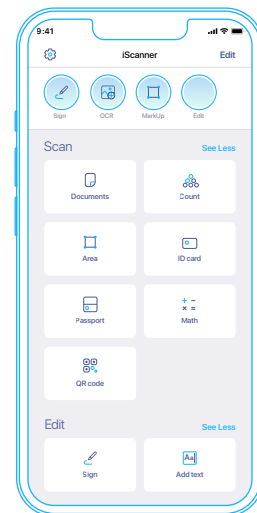 9:41
iScanner Edit
Sign OCR MarkUp Edit
Scan See Less
Documents Count
Area ID card
Passport Math
QR code
Edit See Less
Aa
Sign Add text